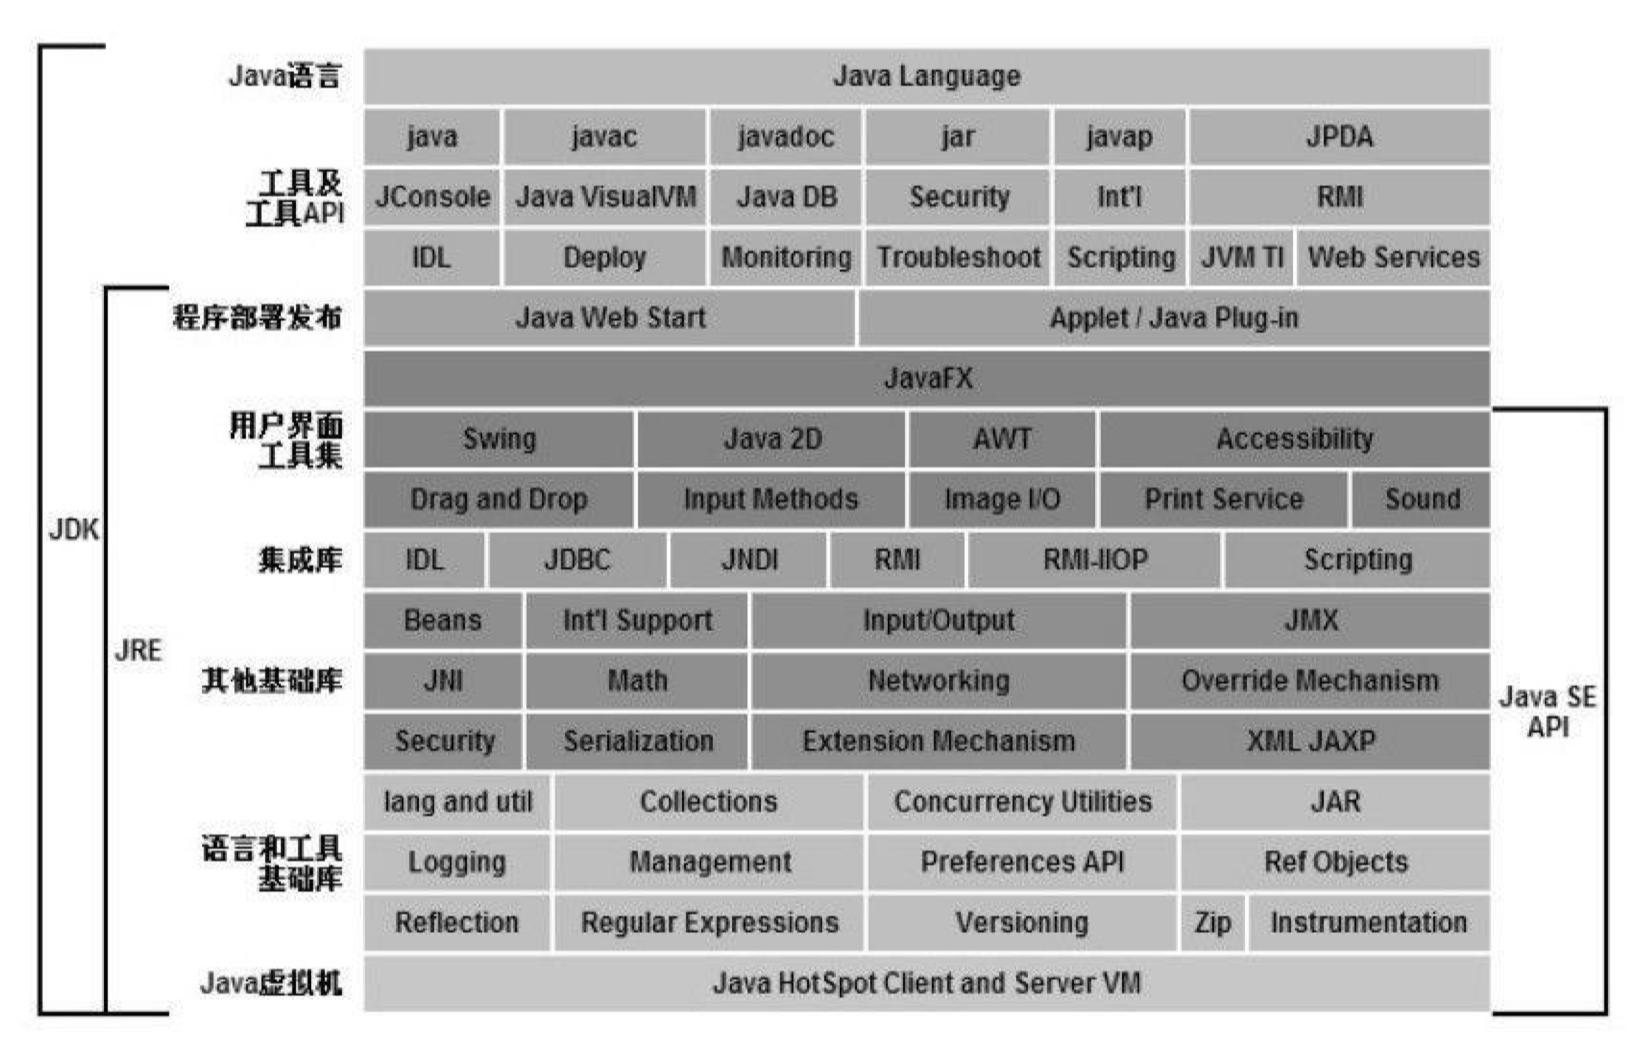 Java语言
Java Language
java javac javadoc jar javap JPDA
工具及
工具API
JConsole Java VisualVM Java DB Security Int'l RMI
IDL Deploy Monitoring Troubleshoot Scripting JVM TI Web Services
程序部署发布
Java Web Start Applet / Java Plug-in
JavaFX
用户界面
工具集
Swing Java 2D AWT Accessibility
Drag and Drop Input Methods Image I/O Print Service Sound
JDK
集成库
IDL JDBC JNDI RMI RMI-IIOP Scripting
Beans Int'l Support Input/Output JMX
JRE
其他基础库
JNI Math Networking Override Mechanism
Java SE
API
Security Serialization Extension Mechanism XML JAXP
lang and util Collections Concurrency Utilities JAR
语言和工具
基础库
Logging Management Preferences API Ref Objects
Reflection Regular Expressions Versioning Zip Instrumentation
Java虚拟机
Java HotSpot Client and Server VM